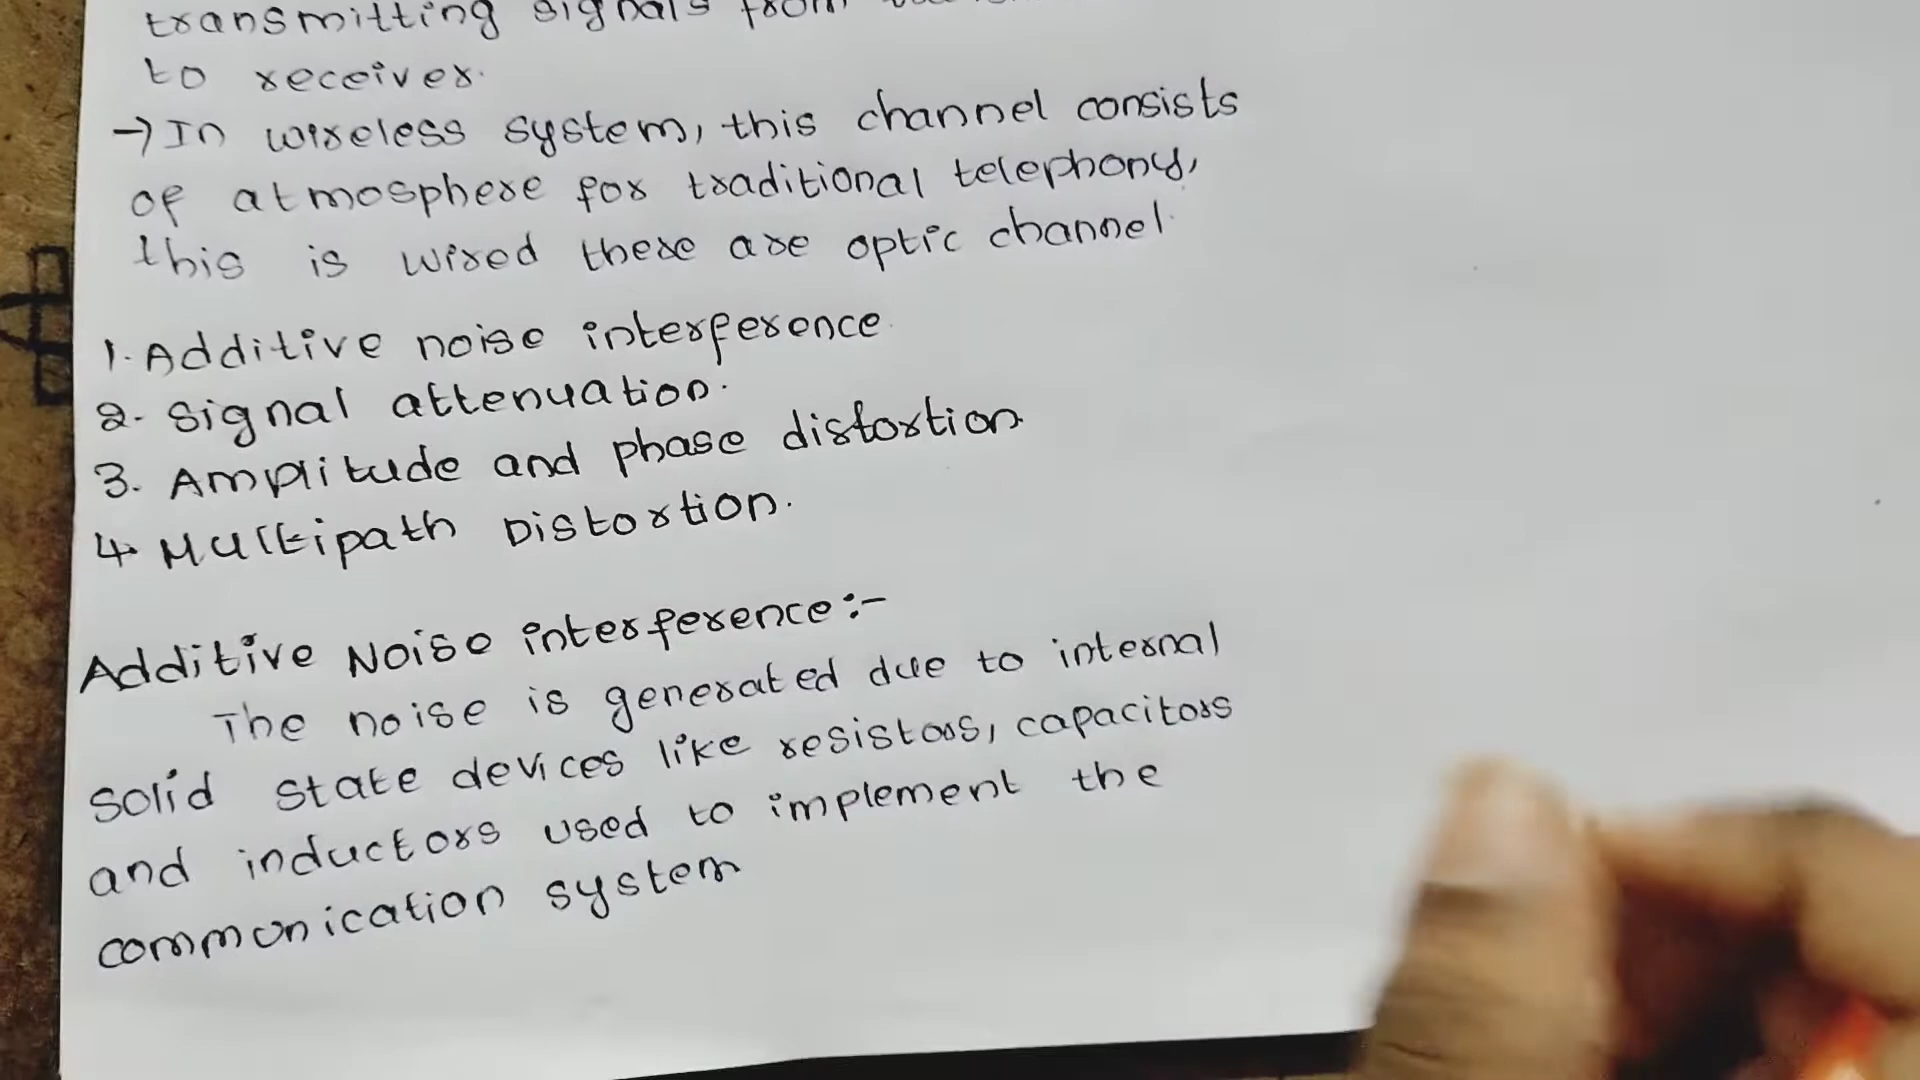 transmitting signals from
to receiver.
→ In wireless system, this channel consists
of atmosphere for traditional telephony,
this is wired there are optic channel.
1. Additive noise interference.
2. Signal attenuation.
3. Amplitude and phase distortion.
4. Multipath Distortion.
Additive Noise interference :-
The noise is generated due to internal
solid state devices like resistors, capacitors
and inductors used to implement the
communication system